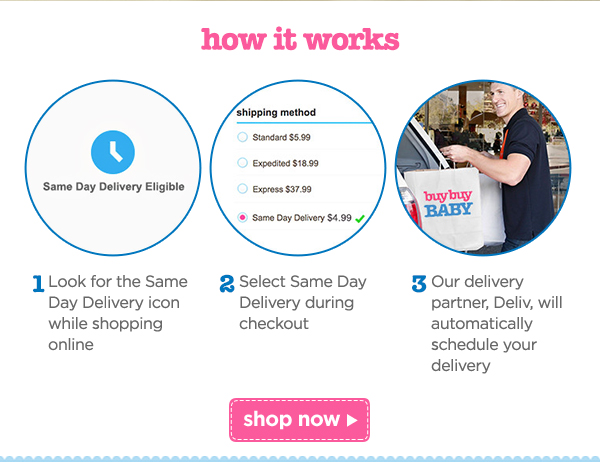 how it works
Same Day Delivery Eligible
shipping method
Standard $5.99
Expedited $18.99
Express $37.99
Same Day Delivery $4.99
buy buy
BABY
1 Look for the Same
Day Delivery icon
while shopping
online
2 Select Same Day
Delivery during
checkout
3 Our delivery
partner, Deliv, will
automatically
schedule your
delivery
shop now